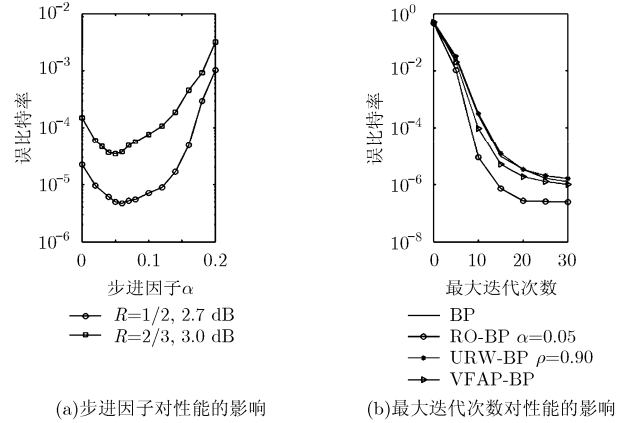 10⁻²
10⁻³
10⁻⁴
10⁻⁵
10⁻⁶
误比特率
0
0.1
0.2
步进因子α
R=1/2, 2.7 dB
R=2/3, 3.0 dB
(a)步进因子对性能的影响
10⁰
10⁻²
10⁻⁴
10⁻⁶
10⁻⁸
误比特率
0
10
20
30
最大迭代次数
BP
RO-BP α=0.05
URW-BP ρ=0.90
VFAP-BP
(b)最大迭代次数对性能的影响